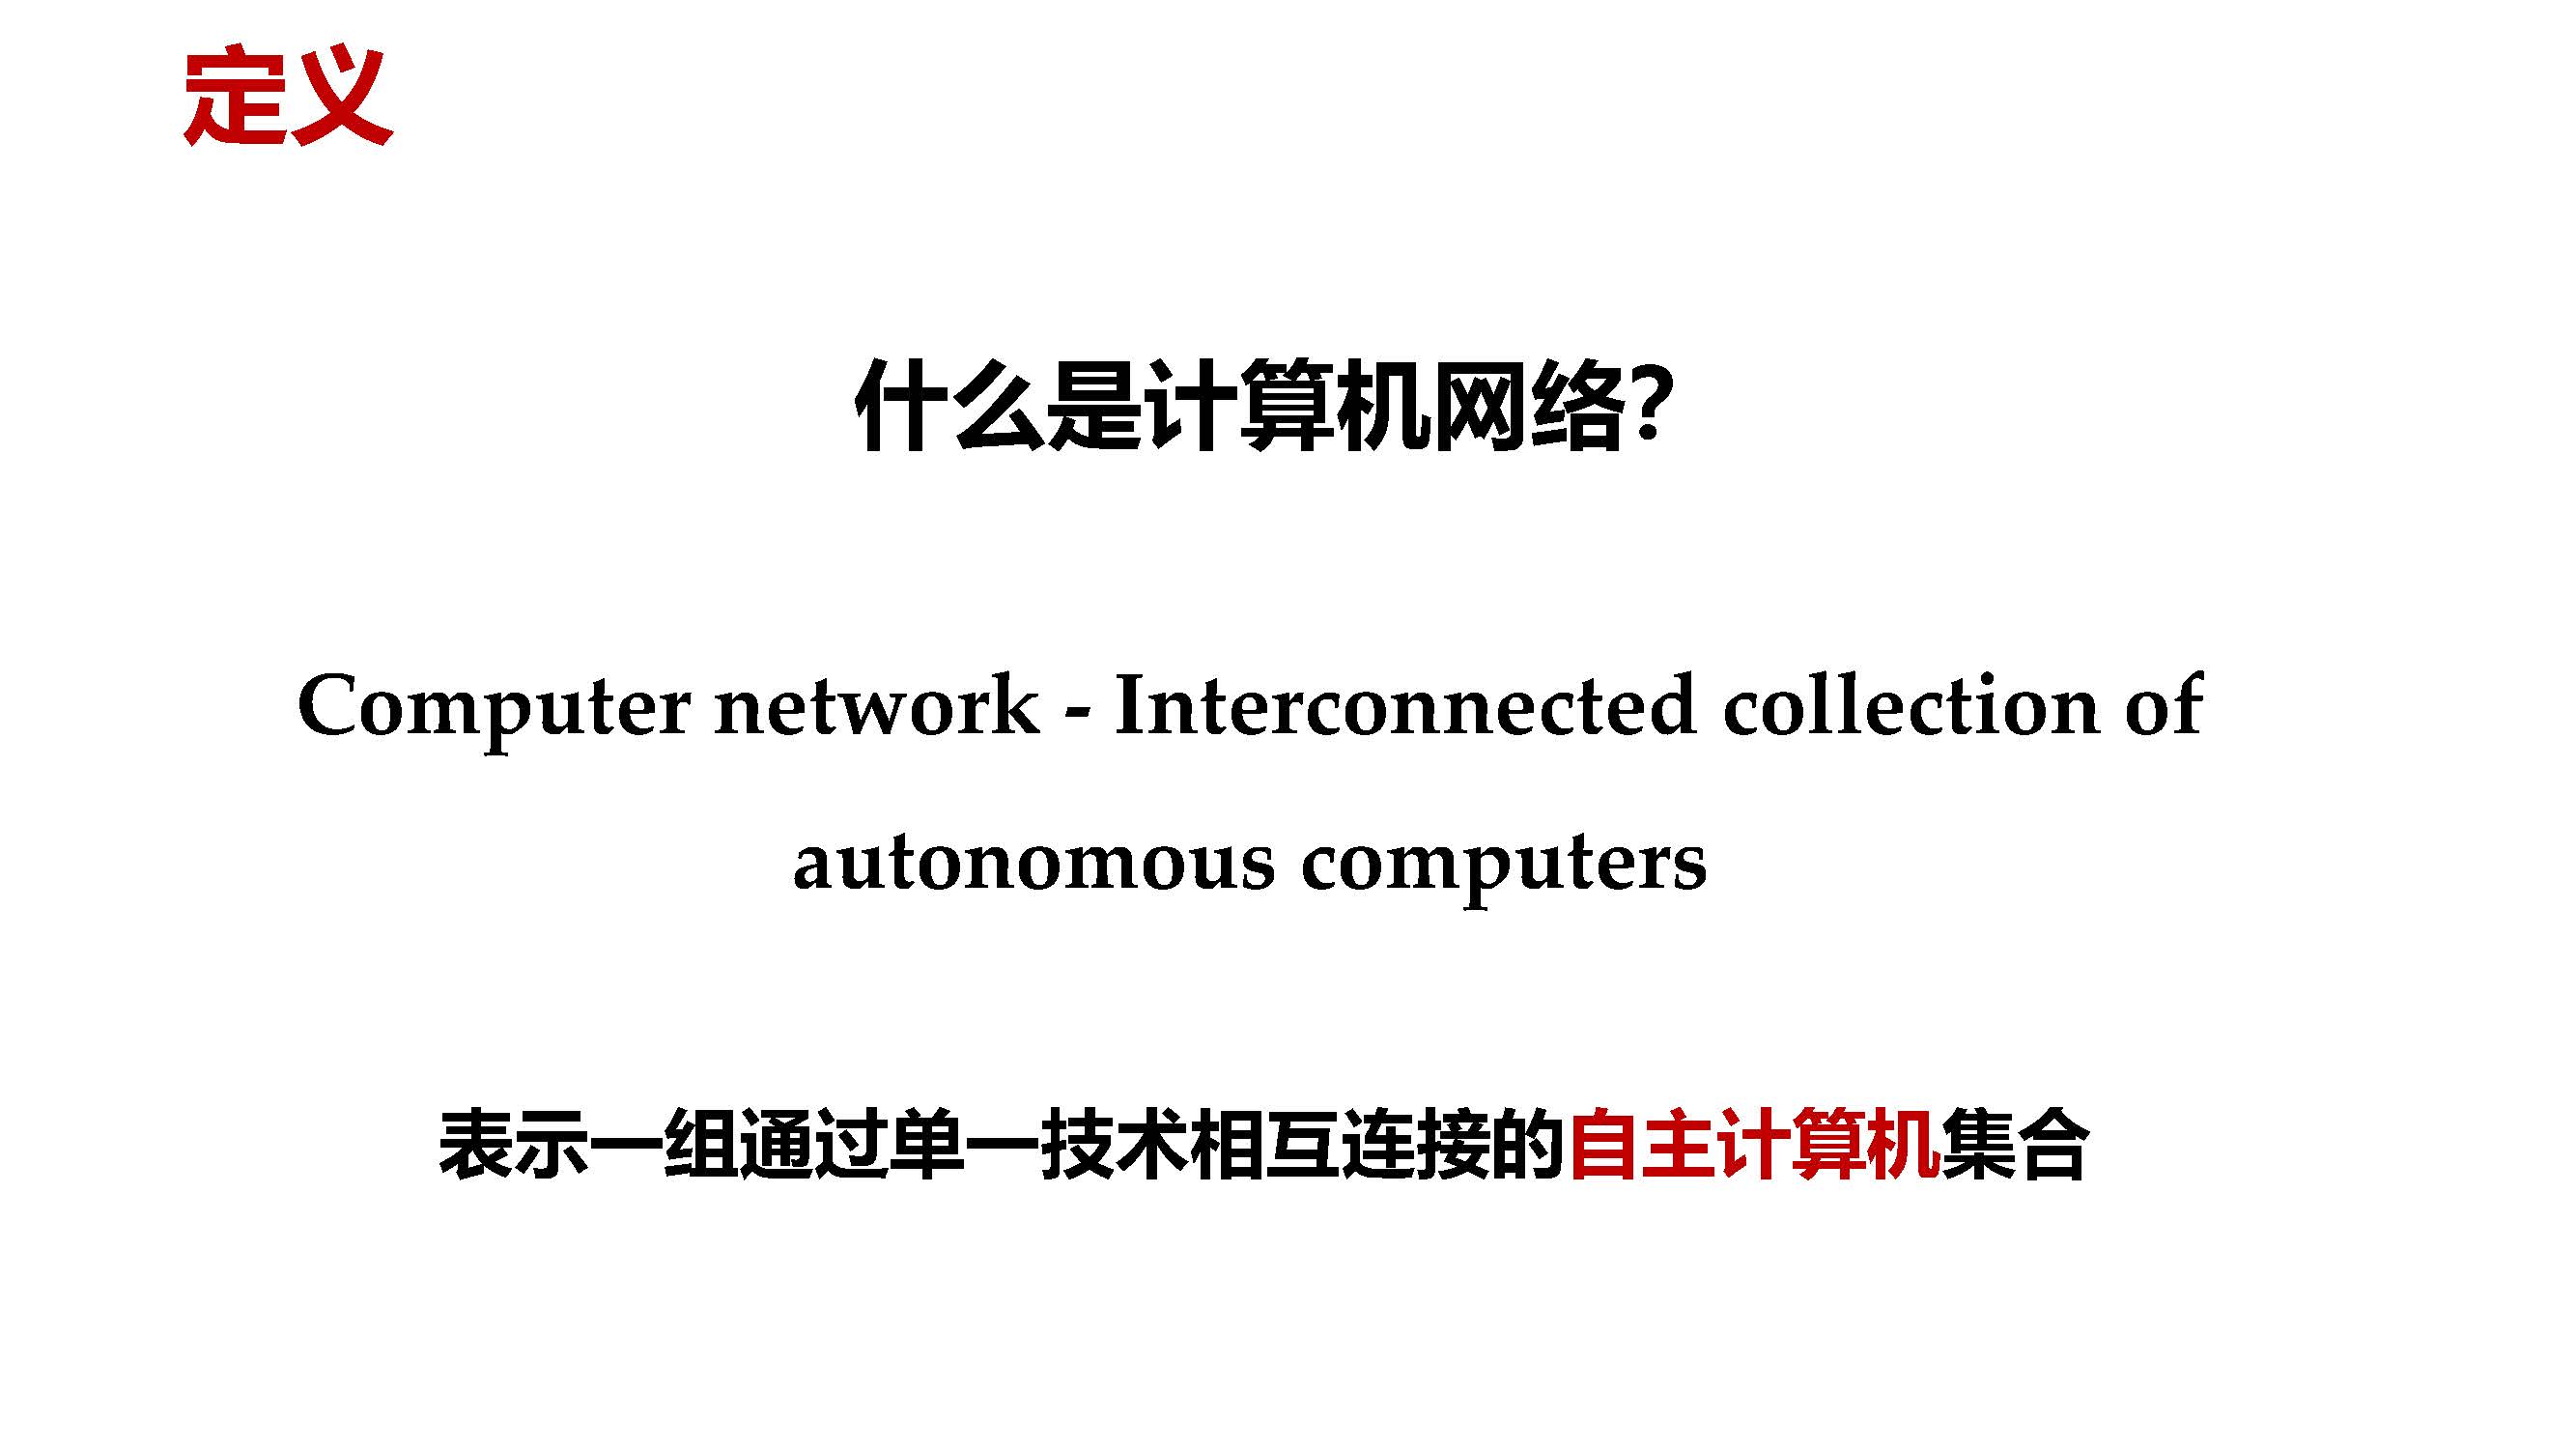 定义
什么是计算机网络？
Computer network - Interconnected collection of
autonomous computers
表示一组通过单一技术相互连接的自主计算机集合